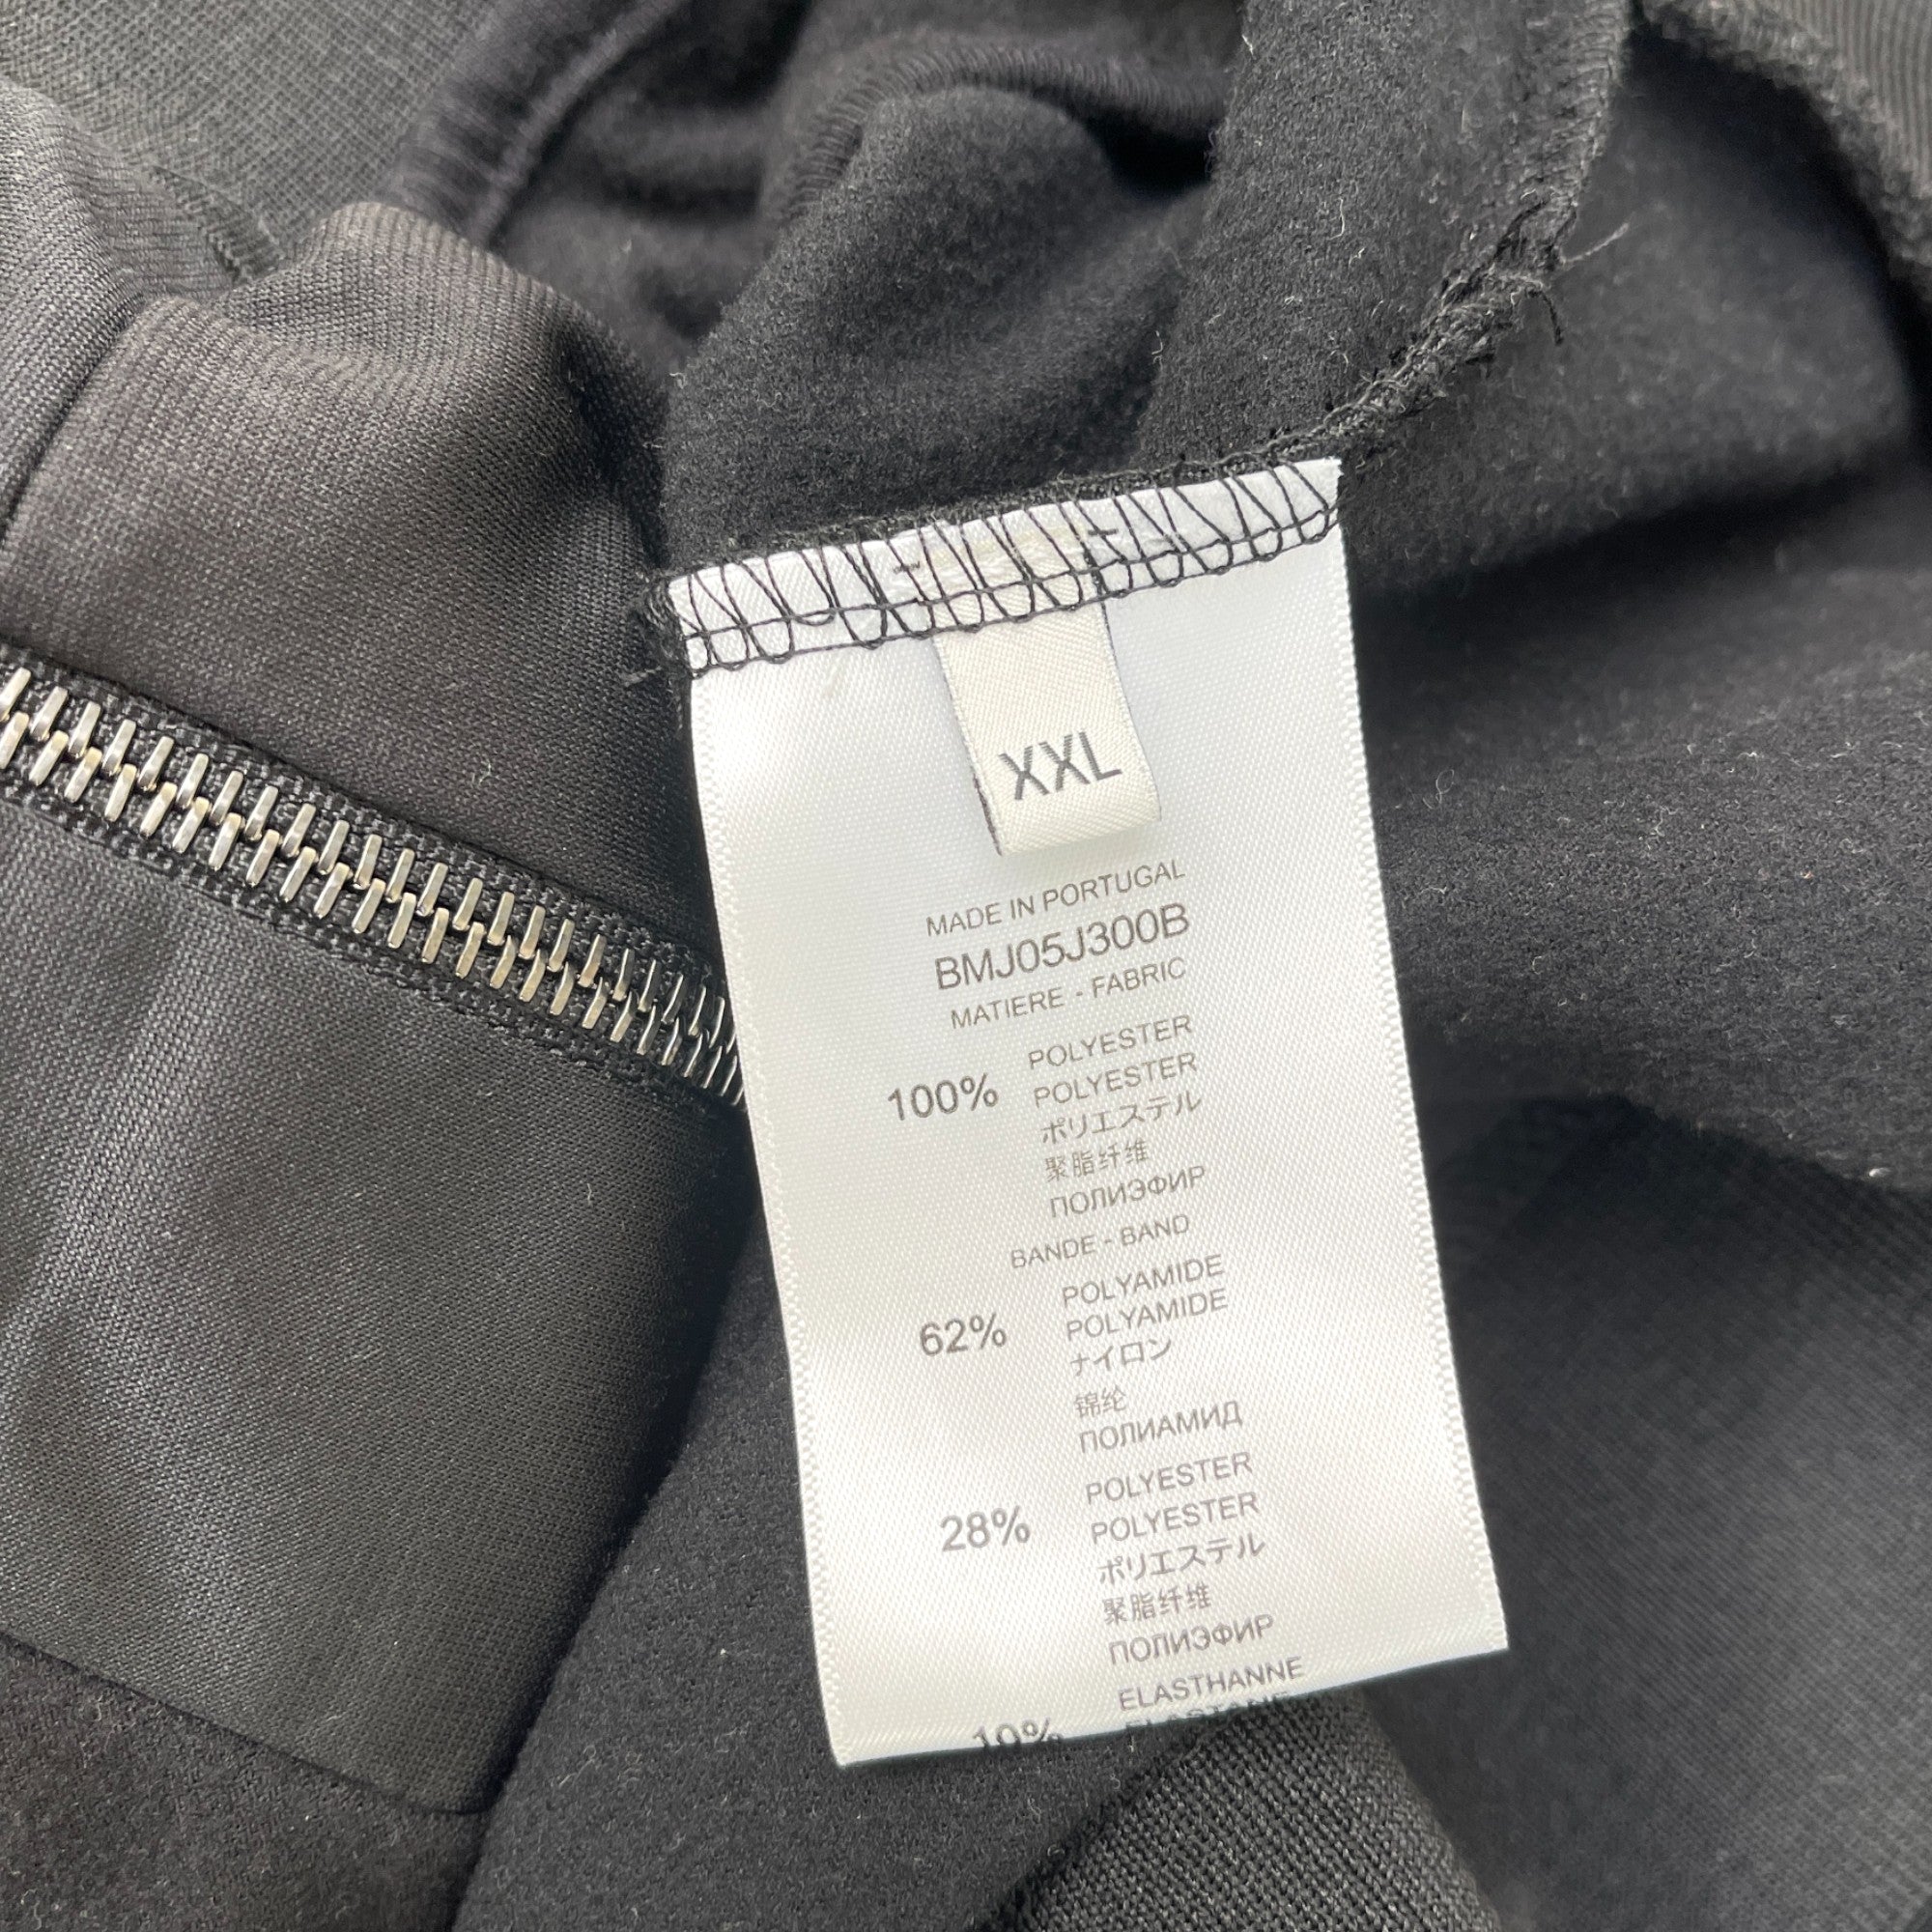 XXL
MADE IN PORTUGAL
BMJ05J300B
MATIERE - FABRIC
100% POLYESTER
POLYESTER
ポリエステル
聚脂纤维
ПОЛИЭФИР
BANDE - BAND
62% POLYAMIDE
POLYAMIDE
ナイロン
锦纶
ПОЛИАМИД
28% POLYESTER
POLYESTER
ポリエステル
聚脂纤维
ПОЛИЭФИР
10% ELASTHANNE
ELASTANE